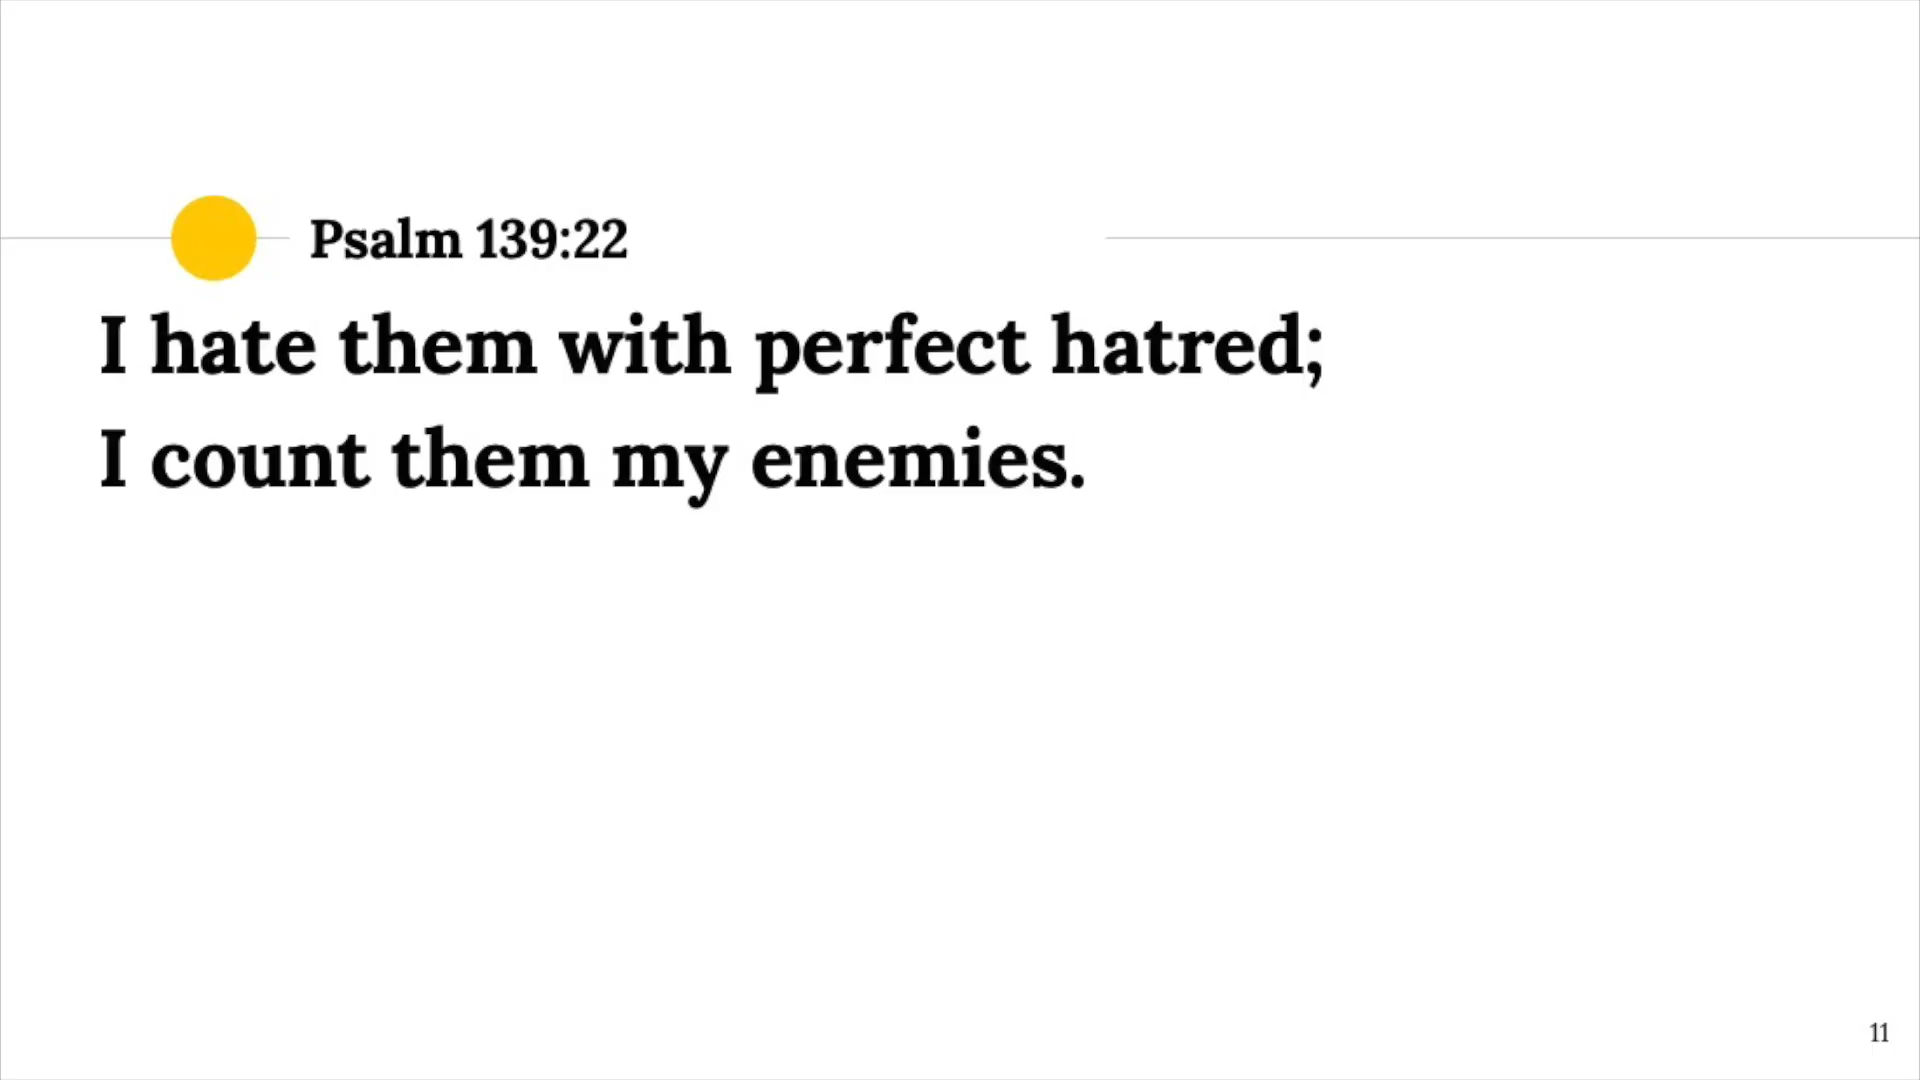 Psalm 139:22
I hate them with perfect hatred;
I count them my enemies.
11